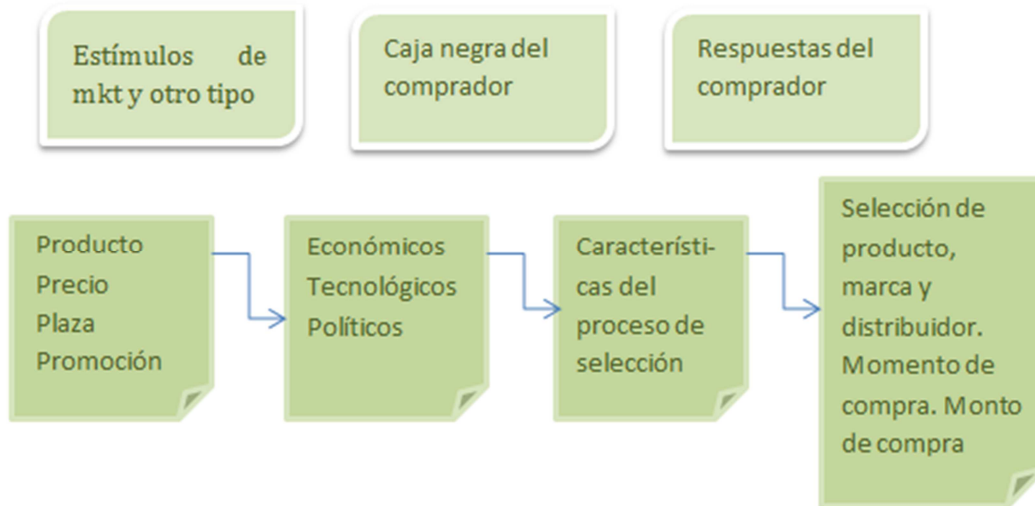 Estímulos de
mkt y otro tipo
Caja negra del
comprador
Respuestas del
comprador
Producto
Precio
Plaza
Promoción
Económicos
Tecnológicos
Políticos
Característi-
cas del
proceso de
selección
Selección de
producto,
marca y
distribuidor.
Momento de
compra. Monto
de compra